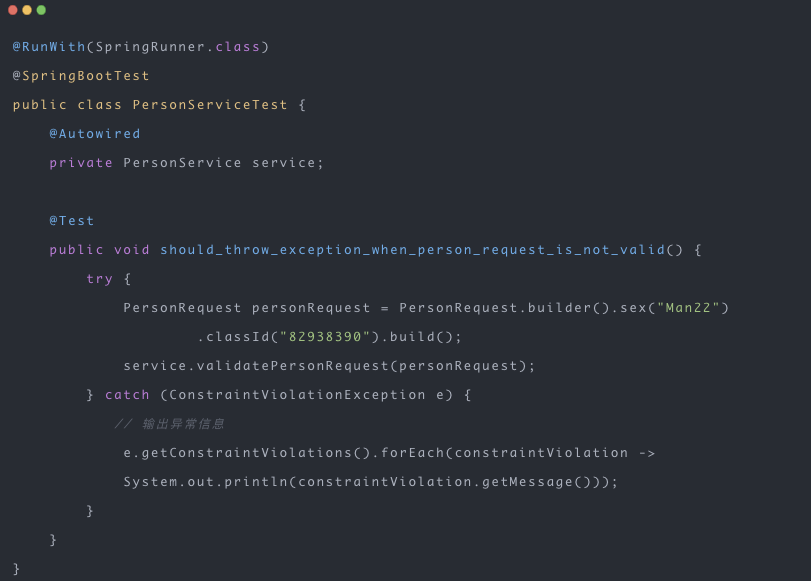 @RunWith(SpringRunner.class)
@SpringBootTest
public class PersonServiceTest {
    @Autowired
    private PersonService service;

    @Test
    public void should_throw_exception_when_person_request_is_not_valid() {
        try {
            PersonRequest personRequest = PersonRequest.builder().sex("Man22")
                    .classId("82938390").build();
            service.validatePersonRequest(personRequest);
        } catch (ConstraintViolationException e) {
           // 输出异常信息
            e.getConstraintViolations().forEach(constraintViolation ->
            System.out.println(constraintViolation.getMessage()));
        }
    }
}